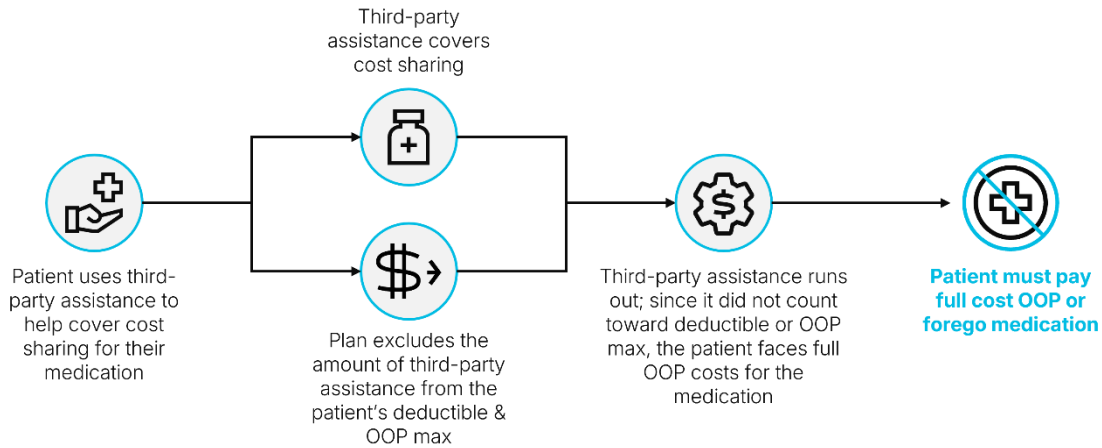 Third-party
assistance covers
cost sharing
Patient uses third-
party assistance to
help cover cost
sharing for their
medication
Plan excludes the
amount of third-party
assistance from the
patient's deductible &
OOP max
Third-party assistance runs
out; since it did not count
toward deductible or OOP
max, the patient faces full
OOP costs for the
medication
Patient must pay
full cost OOP or
forego medication